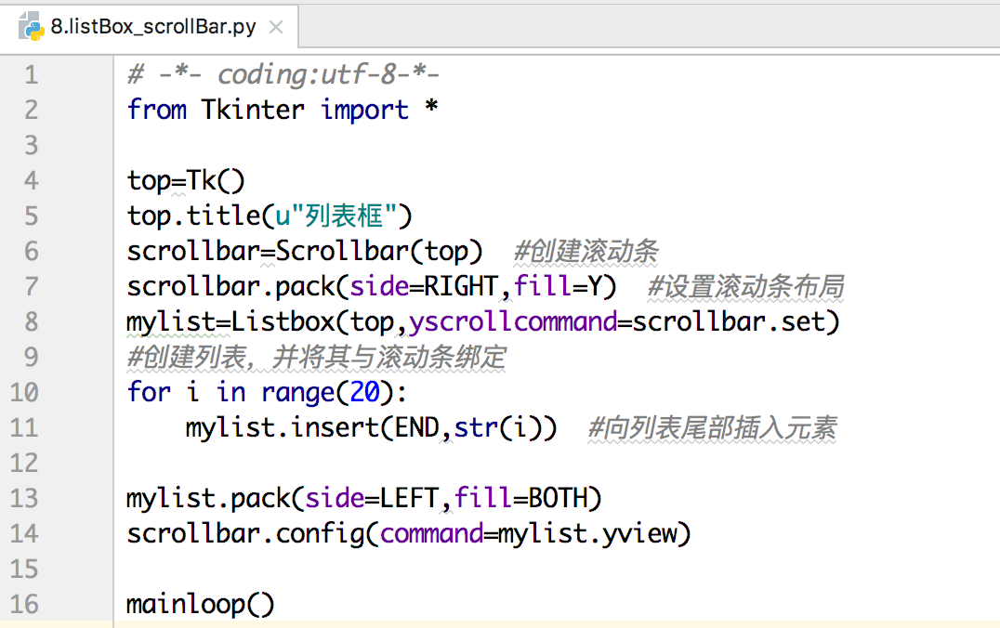 8.listBox_scrollBar.py
1 # -*- coding:utf-8-*-
2 from Tkinter import *
3
4 top=Tk()
5 top.title(u"列表框")
6 scrollbar=Scrollbar(top)  #创建滚动条
7 scrollbar.pack(side=RIGHT,fill=Y)  #设置滚动条布局
8 mylist=Listbox(top,yscrollcommand=scrollbar.set)
9 #创建列表，并将其与滚动条绑定
10 for i in range(20):
11     mylist.insert(END,str(i))  #向列表尾部插入元素
12
13 mylist.pack(side=LEFT,fill=BOTH)
14 scrollbar.config(command=mylist.yview)
15
16 mainloop()